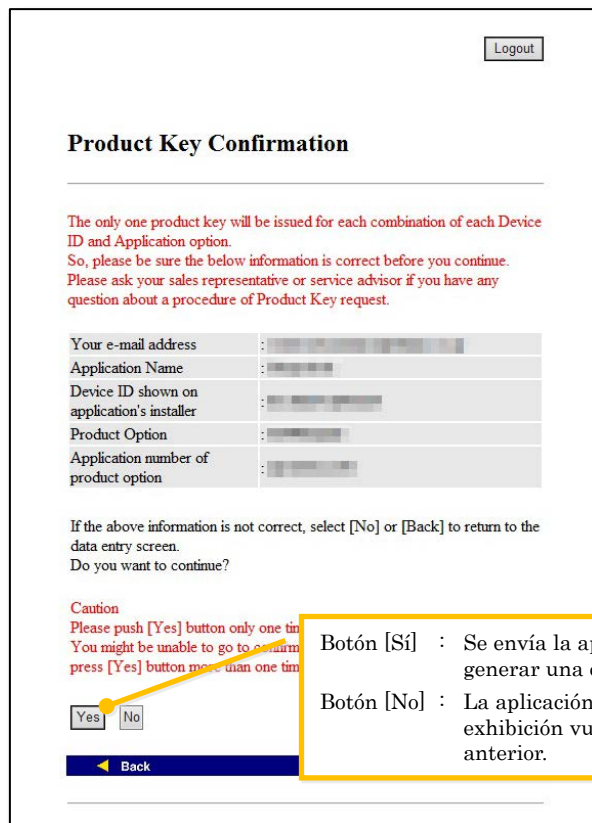 Logout
Product Key Confirmation
The only one product key will be issued for each combination of each Device
ID and Application option.
So, please be sure the below information is correct before you continue.
Please ask your sales representative or service advisor if you have any
question about a procedure of Product Key request.
Your e-mail address :
Application Name :
Device ID shown on
application's installer :
Product Option :
Application number of
product option :
If the above information is not correct, select [No] or [Back] to return to the
data entry screen.
Do you want to continue?
Caution
Please push [Yes] button only one
You might be unable to go to
press [Yes] button more than one
Yes No
Back
Botón [Sí] : Se envía la
generar una
Botón [No] : La aplicación
exhibición
anterior.